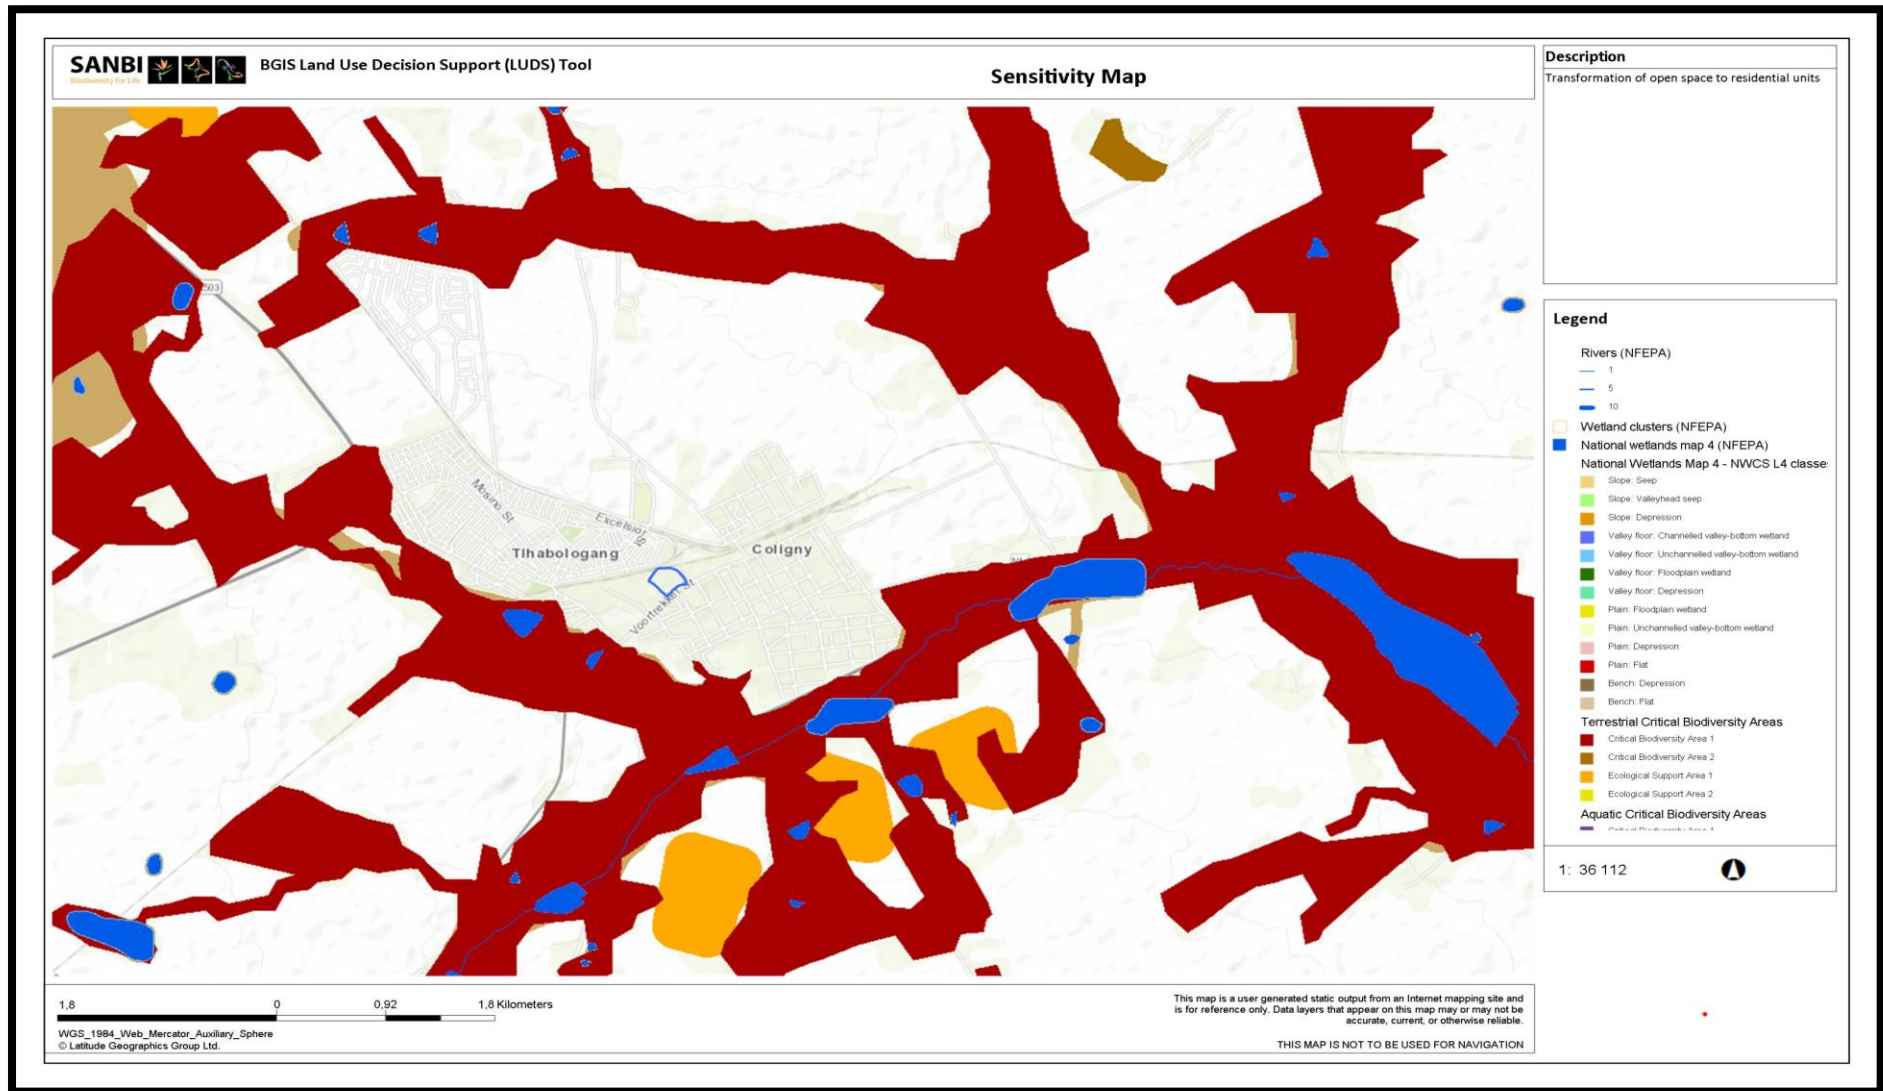 SANBI
Biodiversity for Life
BGIS Land Use Decision Support (LUDS) Tool
Sensitivity Map
Description
Transformation of open space to residential units
503
Mosino St
Excelsior St
Tlhabologang
Coligny
Voortrekker St
Legend
Rivers (NFEPA)
1
5
10
Wetland clusters (NFEPA)
National wetlands map 4 (NFEPA)
National Wetlands Map 4 - NWCS L4 classe
Slope: Seep
Slope: Valleyhead seep
Slope: Depression
Valley floor: Channelled valley-bottom wetland
Valley floor: Unchannelled valley-bottom wetland
Valley floor: Floodplain wetland
Valley floor: Depression
Plain: Floodplain wetland
Plain: Unchannelled valley-bottom wetland
Plain: Depression
Plain: Flat
Bench: Depression
Bench: Flat
Terrestrial Critical Biodiversity Areas
Critical Biodiversity Area 1
Critical Biodiversity Area 2
Ecological Support Area 1
Ecological Support Area 2
Aquatic Critical Biodiversity Areas
1: 36 112
1,8 0 0,92 1,8 Kilometers
WGS_1984_Web_Mercator_Auxiliary_Sphere
© Latitude Geographics Group Ltd.
This map is a user generated static output from an Internet mapping site and
is for reference only. Data layers that appear on this map may or may not be
accurate, current, or otherwise reliable.
THIS MAP IS NOT TO BE USED FOR NAVIGATION